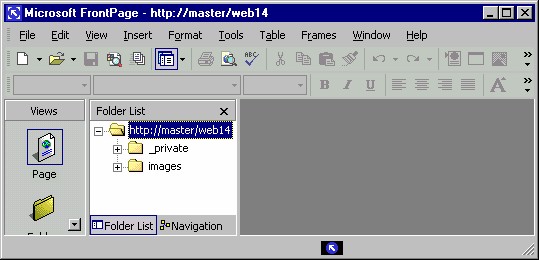 Microsoft FrontPage - http://master/web14
File Edit View Insert Format Tools Table Frames Window Help
ABC
B I U A
Views
Folder List
http://master/web14
_private
images
Page
Folder List Navigation